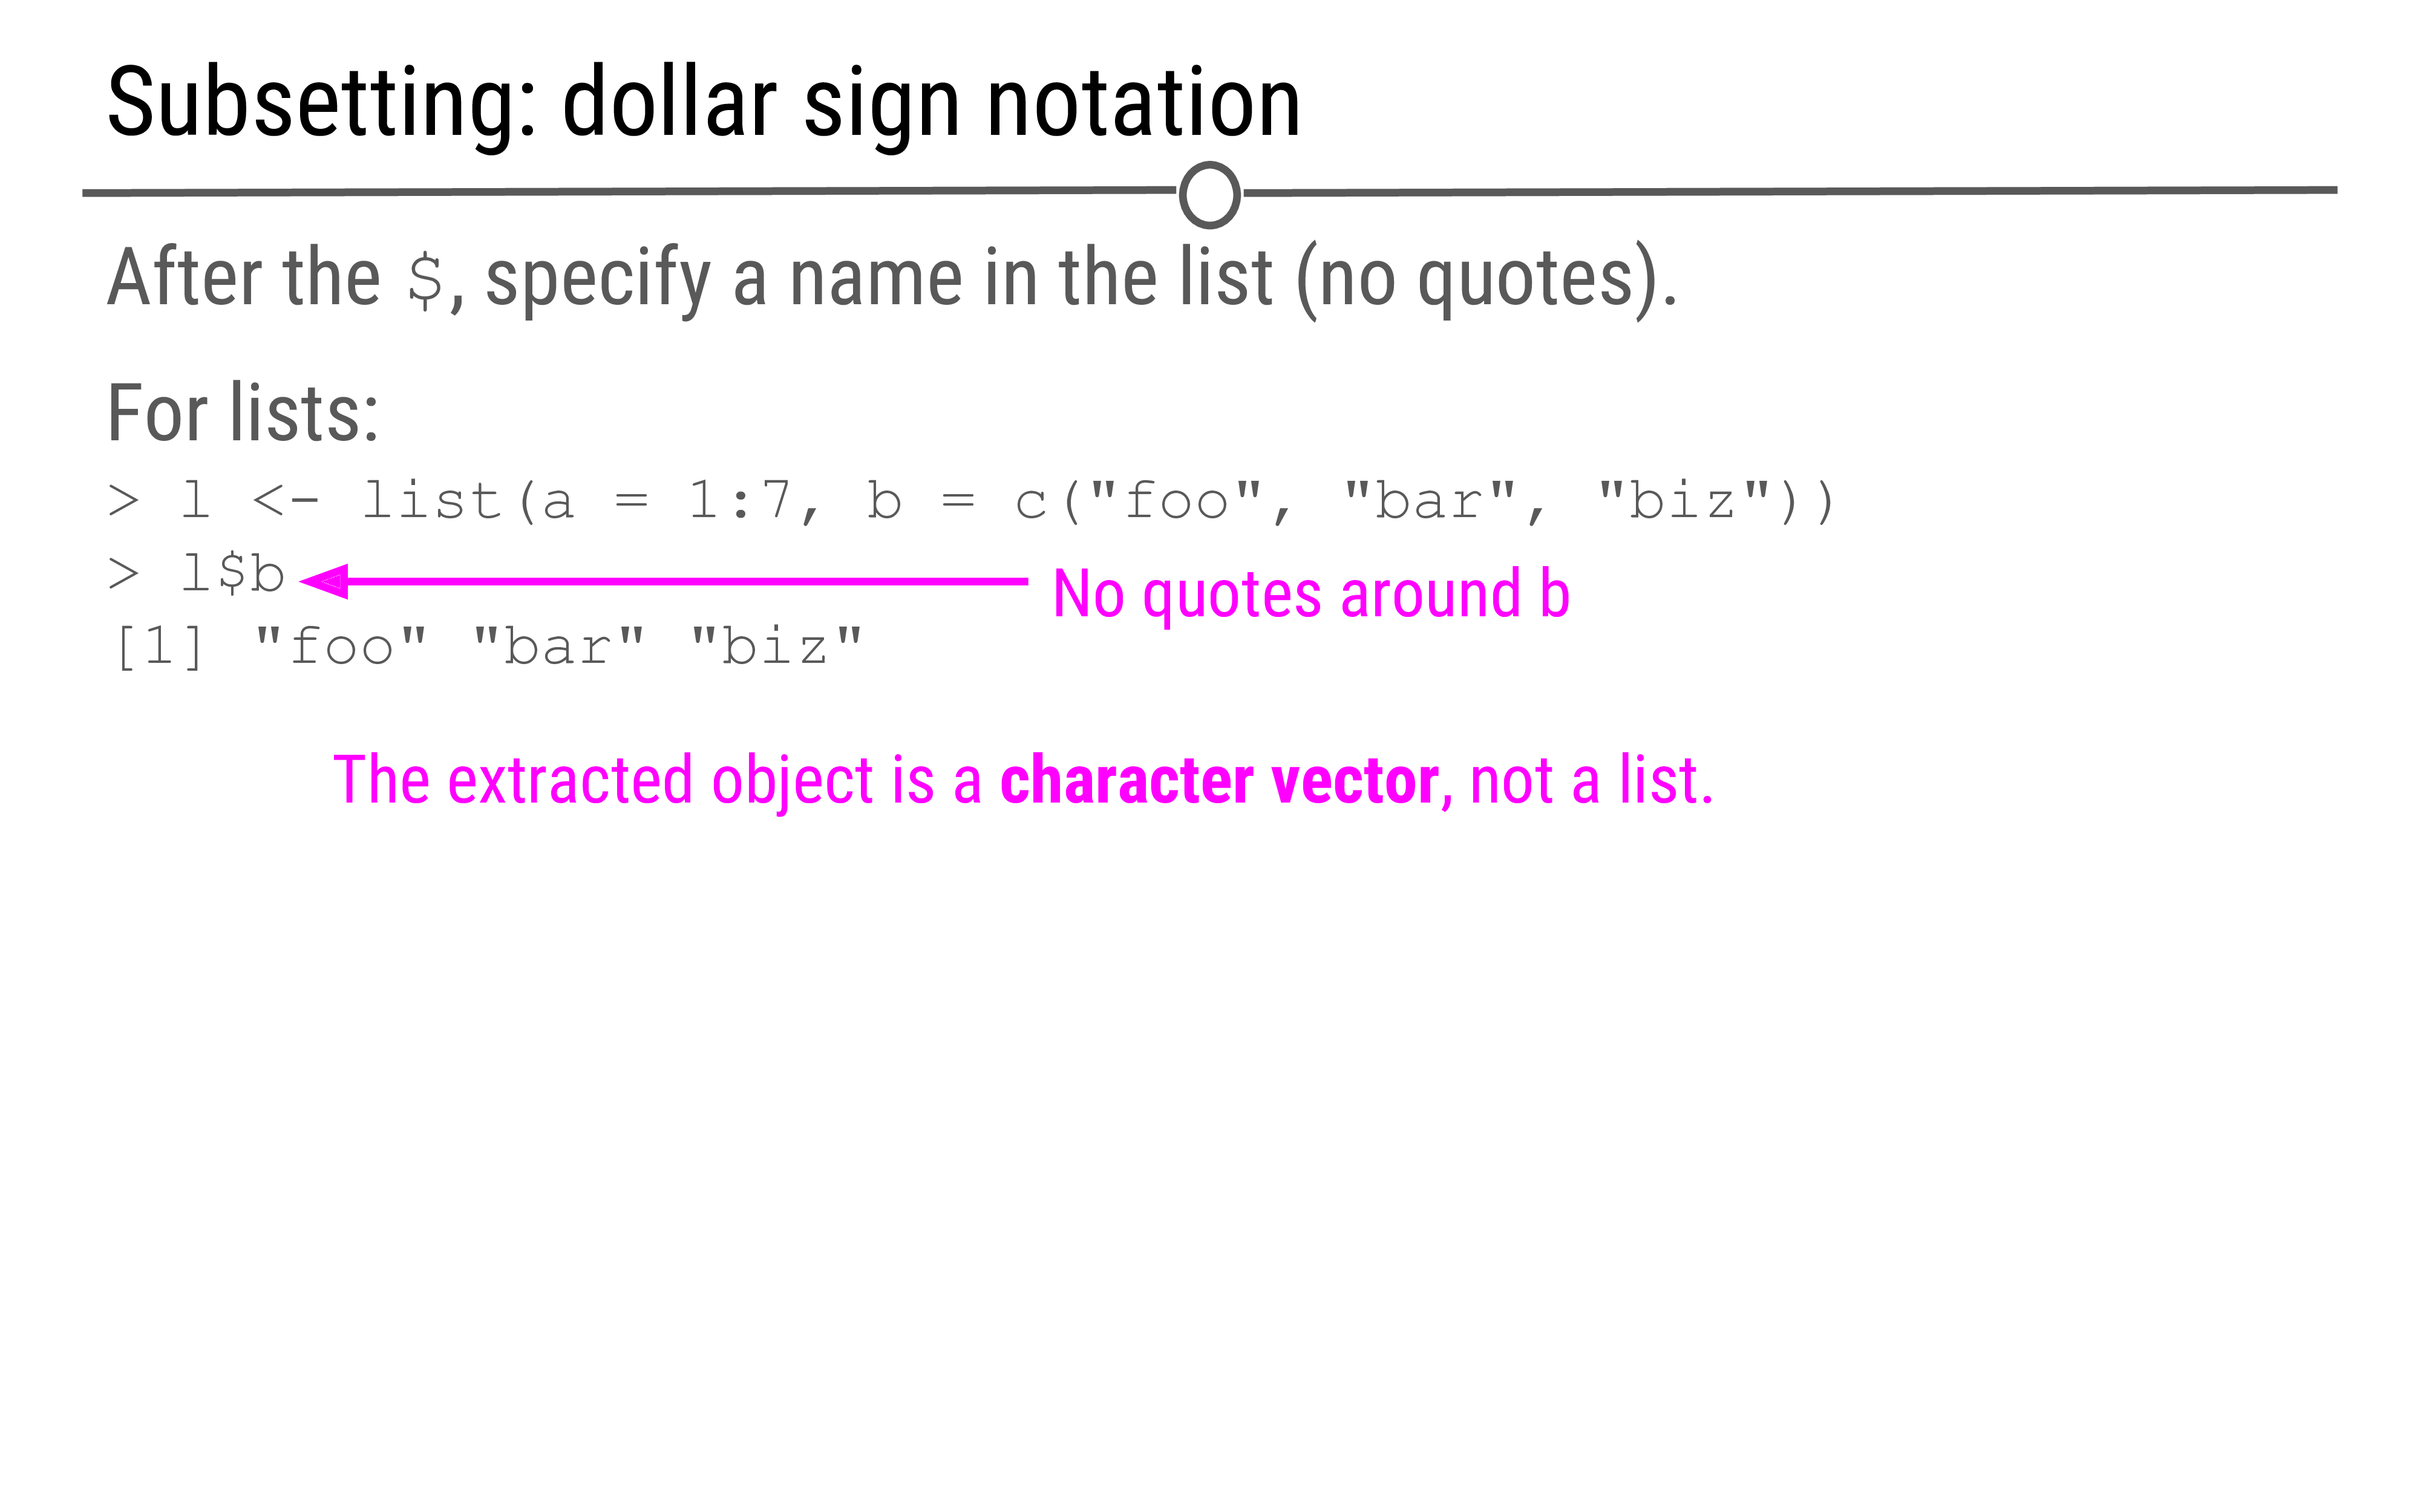 Subsetting: dollar sign notation
After the $, specify a name in the list (no quotes).
For lists:
> l <- list(a = 1:7, b = c("foo", "bar", "biz"))
> l$b
No quotes around b
[1] "foo" "bar" "biz"
The extracted object is a character vector, not a list.